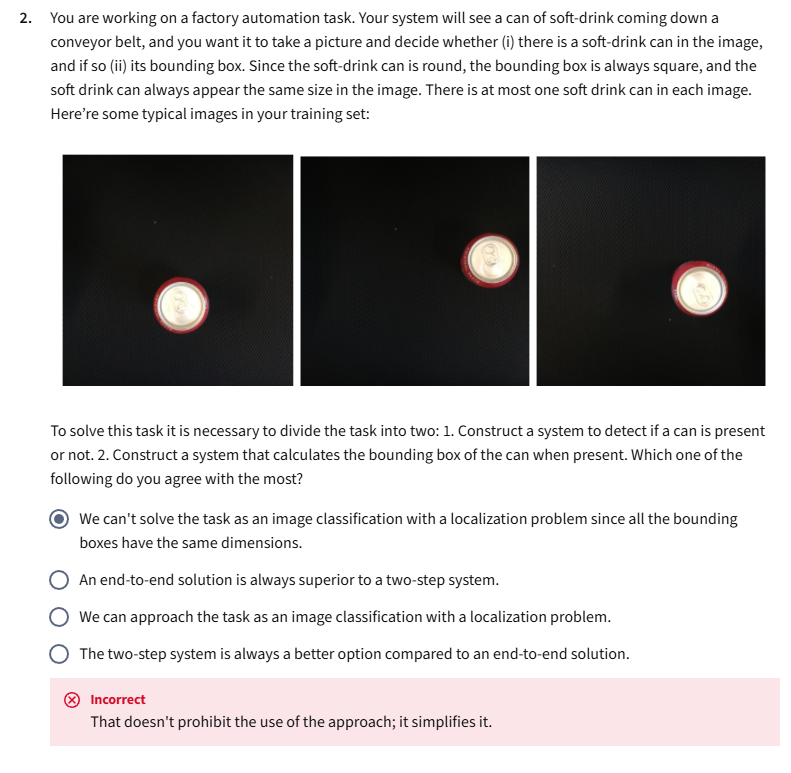 2. You are working on a factory automation task. Your system will see a can of soft-drink coming down a
conveyor belt, and you want it to take a picture and decide whether (i) there is a soft-drink can in the image,
and if so (ii) its bounding box. Since the soft-drink can is round, the bounding box is always square, and the
soft drink can always appear the same size in the image. There is at most one soft drink can in each image.
Here’re some typical images in your training set:
To solve this task it is necessary to divide the task into two: 1. Construct a system to detect if a can is present
or not. 2. Construct a system that calculates the bounding box of the can when present. Which one of the
following do you agree with the most?
We can't solve the task as an image classification with a localization problem since all the bounding
boxes have the same dimensions.
An end-to-end solution is always superior to a two-step system.
We can approach the task as an image classification with a localization problem.
The two-step system is always a better option compared to an end-to-end solution.
Incorrect
That doesn't prohibit the use of the approach; it simplifies it.